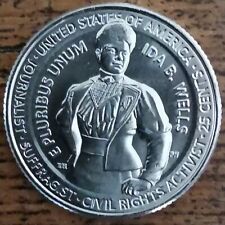 UNITED STATES OF AMERICA
JOURNALIST · SUFFRAGIST · CIVIL RIGHTS ACTIVIST · 25 CENTS
E PLURIBUS UNUM
IDA B. WELLS